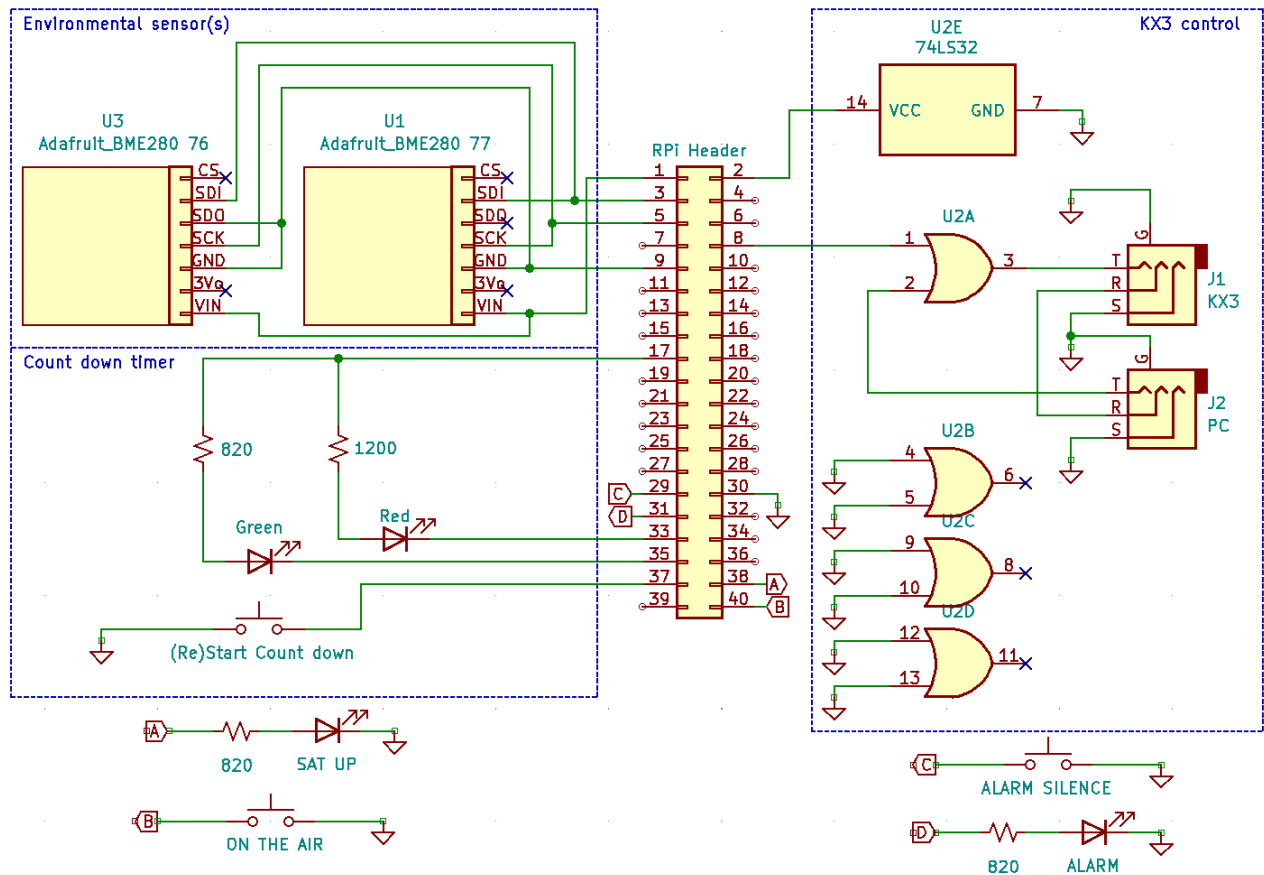 Environmental sensor(s)
KX3 control
U2E
74LS32
14 VCC GND 7
U3
Adafruit_BME280 76
CS
SDI
SDO
SCK
GND
3Vo
VIN
U1
Adafruit_BME280 77
CS
SDI
SDO
SCK
GND
3Vo
VIN
RPi Header
1 2
3 4
5 6
7 8
9 10
11 12
13 14
15 16
17 18
19 20
21 22
23 24
25 26
27 28
29 30
31 32
33 34
35 36
37 38
39 40
C
D
A
B
U2A
1
2
3
G
T
R
S
J1
KX3
G
T
R
S
J2
PC
U2B
4
5
6
U2C
9
10
8
U2D
12
13
11
Count down timer
820
1200
Green
Red
(Re)Start Count down
A
820
SAT UP
B
ON THE AIR
C
ALARM SILENCE
D
820
ALARM